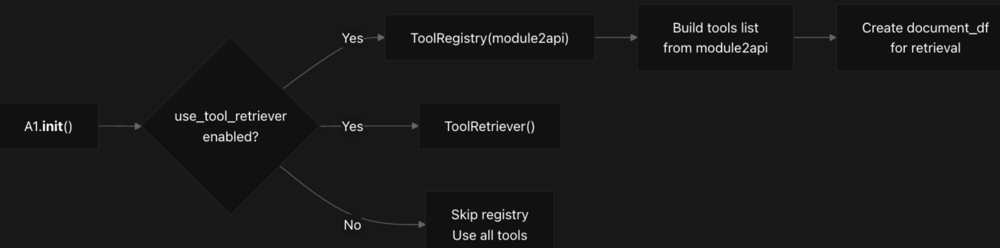 A1.init()
use_tool_retriever
enabled?
Yes
ToolRegistry(module2api)
Build tools list
from module2api
Create document_df
for retrieval
Yes
ToolRetriever()
No
Skip registry
Use all tools